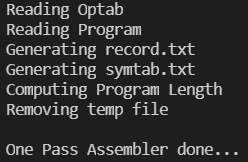 Reading Optab
Reading Program
Generating record.txt
Generating symtab.txt
Computing Program Length
Removing temp file
One Pass Assembler done...